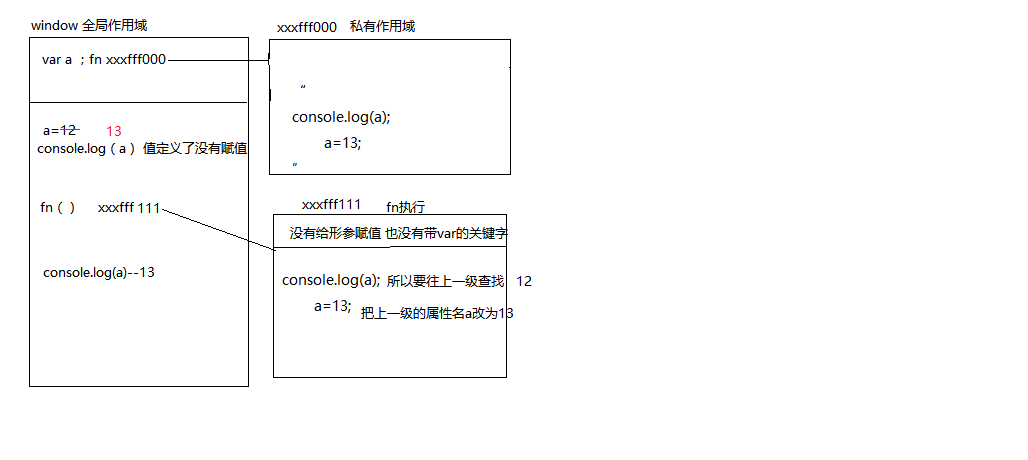 window 全局作用域
var a ；fn xxxfff000
a=12 13
console.log（a） 值定义了没有赋值
fn（ ） xxxfff 111
console.log(a)--13
xxxfff000 私有作用域
“
console.log(a);
a=13;
”
xxxfff111 fn执行
没有给形参赋值 也没有带var的关键字
console.log(a); 所以要往上一级查找 12
a=13; 把上一级的属性名a改为13